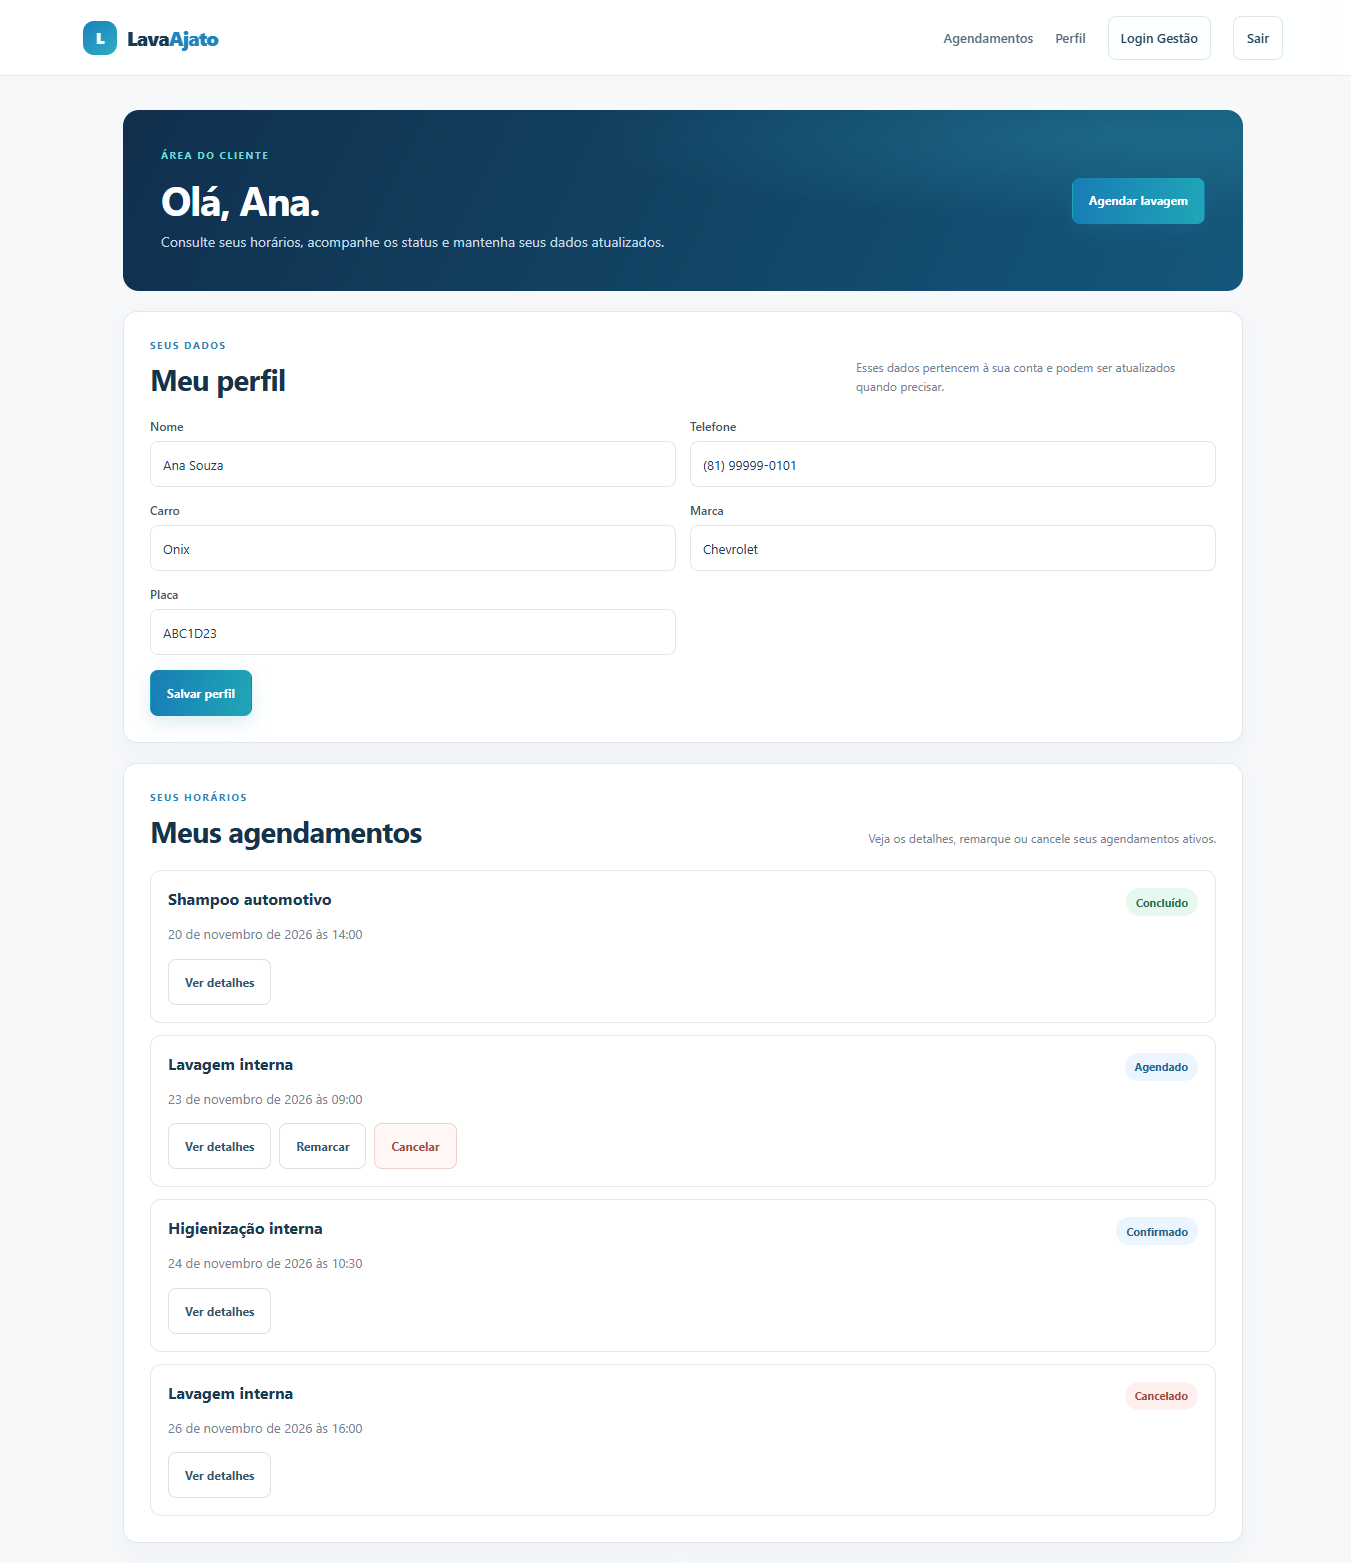 L LavaAjato
Agendamentos Perfil Login Gestão Sair
ÁREA DO CLIENTE
Olá, Ana.
Consulte seus horários, acompanhe os status e mantenha seus dados atualizados.
Agendar lavagem
SEUS DADOS
Meu perfil
Esses dados pertencem à sua conta e podem ser atualizados
quando precisar.
Nome
Ana Souza
Telefone
(81) 99999-0101
Carro
Onix
Marca
Chevrolet
Placa
ABC1D23
Salvar perfil
SEUS HORÁRIOS
Meus agendamentos
Veja os detalhes, remarque ou cancele seus agendamentos ativos.
Shampoo automotivo
Concluído
20 de novembro de 2026 às 14:00
Ver detalhes
Lavagem interna
Agendado
23 de novembro de 2026 às 09:00
Ver detalhes Remarcar Cancelar
Higienização interna
Confirmado
24 de novembro de 2026 às 10:30
Ver detalhes
Lavagem interna
Cancelado
26 de novembro de 2026 às 16:00
Ver detalhes